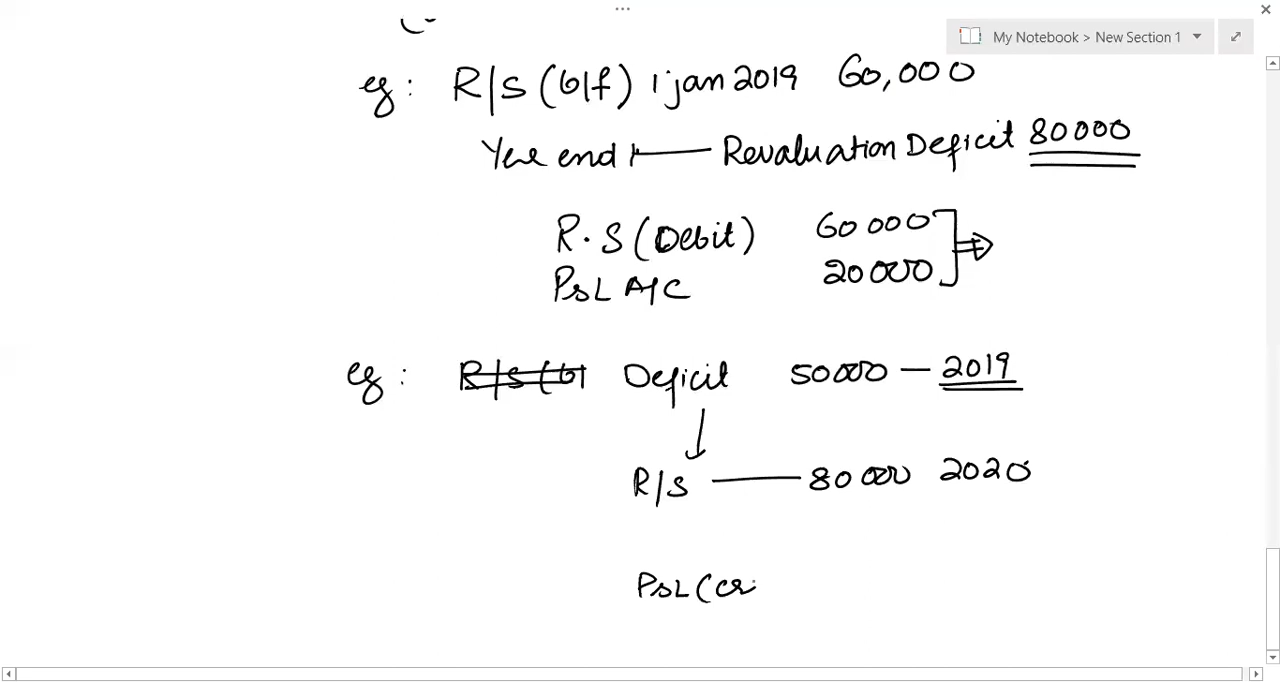 ...
My Notebook > New Section 1
eg: R/S (b/f) 1 jan 2019 60,000
Year end Revaluation Deficit 80000
R.S (Debit) 60000
P&L A/C 20000
eg: R/S (b/ Deficit 50000 — 2019
R/S — 80000 2020
P&L (cr